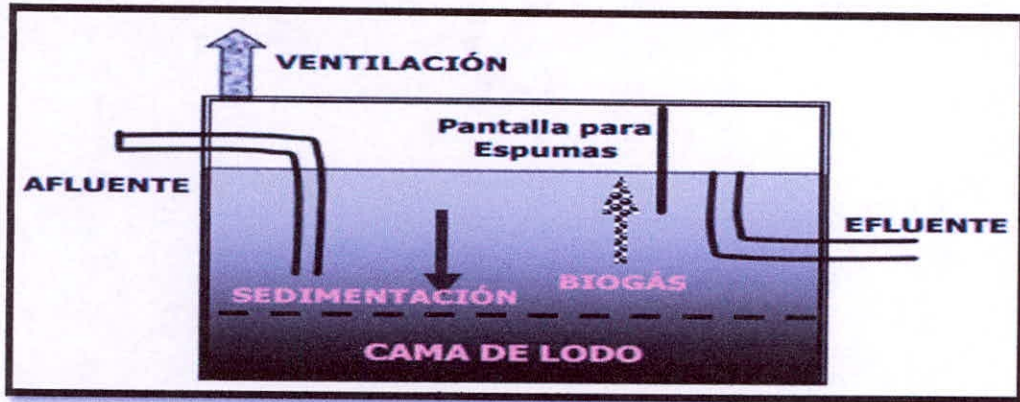 VENTILACIÓN
Pantalla para
Espumas
AFLUENTE
EFLUENTE
BIOGÁS
SEDIMENTACIÓN
CAMA DE LODO